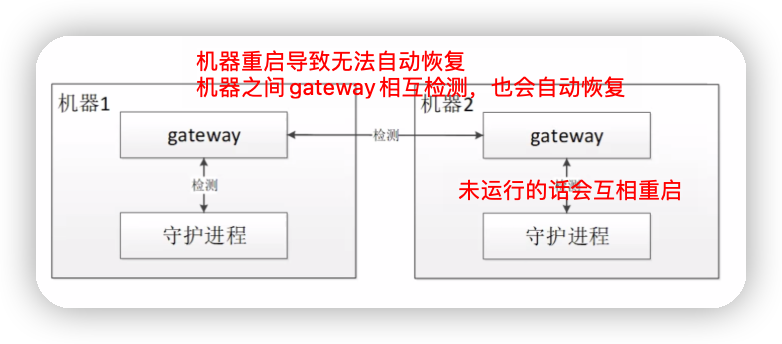 机器重启导致无法自动恢复
机器之间 gateway 相互检测，也会自动恢复
机器1
机器2
gateway
检测
gateway
检测
未运行的话会互相重启
守护进程
守护进程